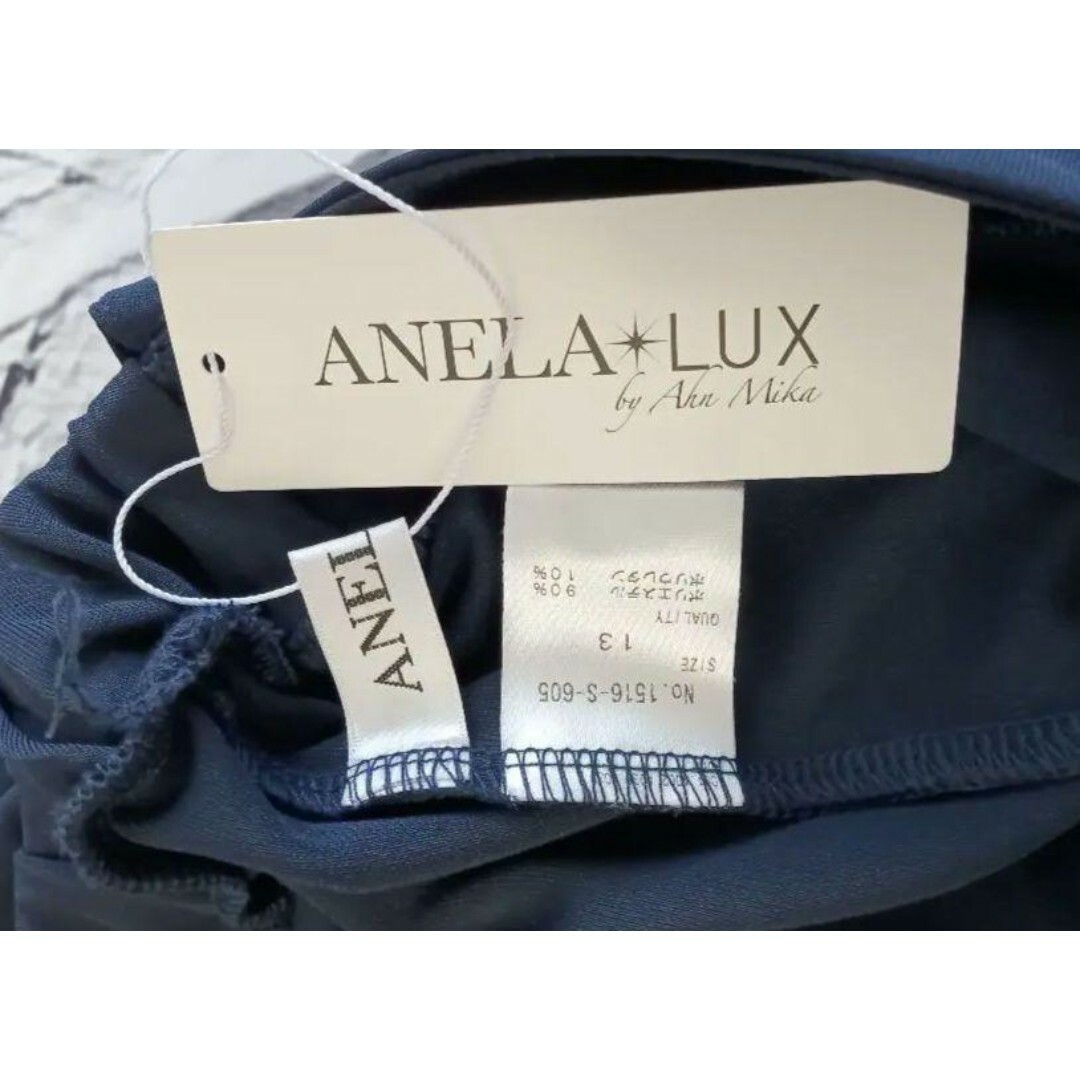 ANELA LUX
by Ahn Mika
ANEL
No. 1516-S-605
SIZE
13
QUALITY
ポリエステル 90%
ポリウレタン 10%